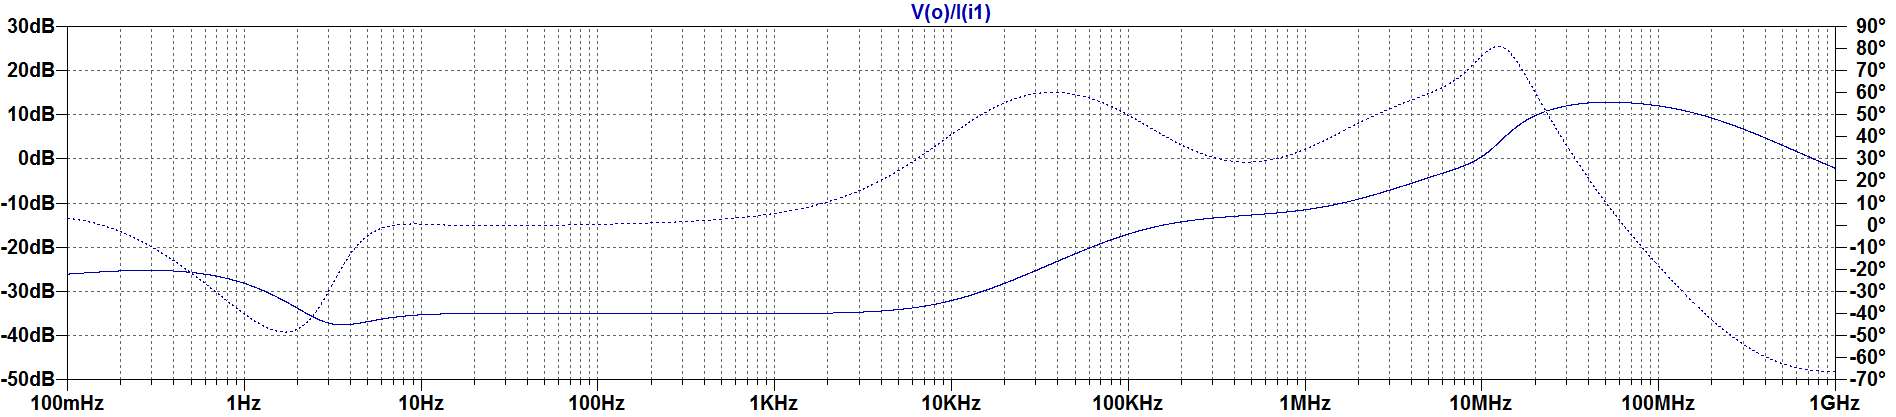 V(o)/I(i1)
30dB 90°
80°
20dB 70°
60°
10dB 50°
40°
0dB 30°
20°
-10dB 10°
0°
-20dB -10°
-20°
-30dB -30°
-40°
-40dB -50°
-60°
-50dB -70°
100mHz 1Hz 10Hz 100Hz 1KHz 10KHz 100KHz 1MHz 10MHz 100MHz 1GHz